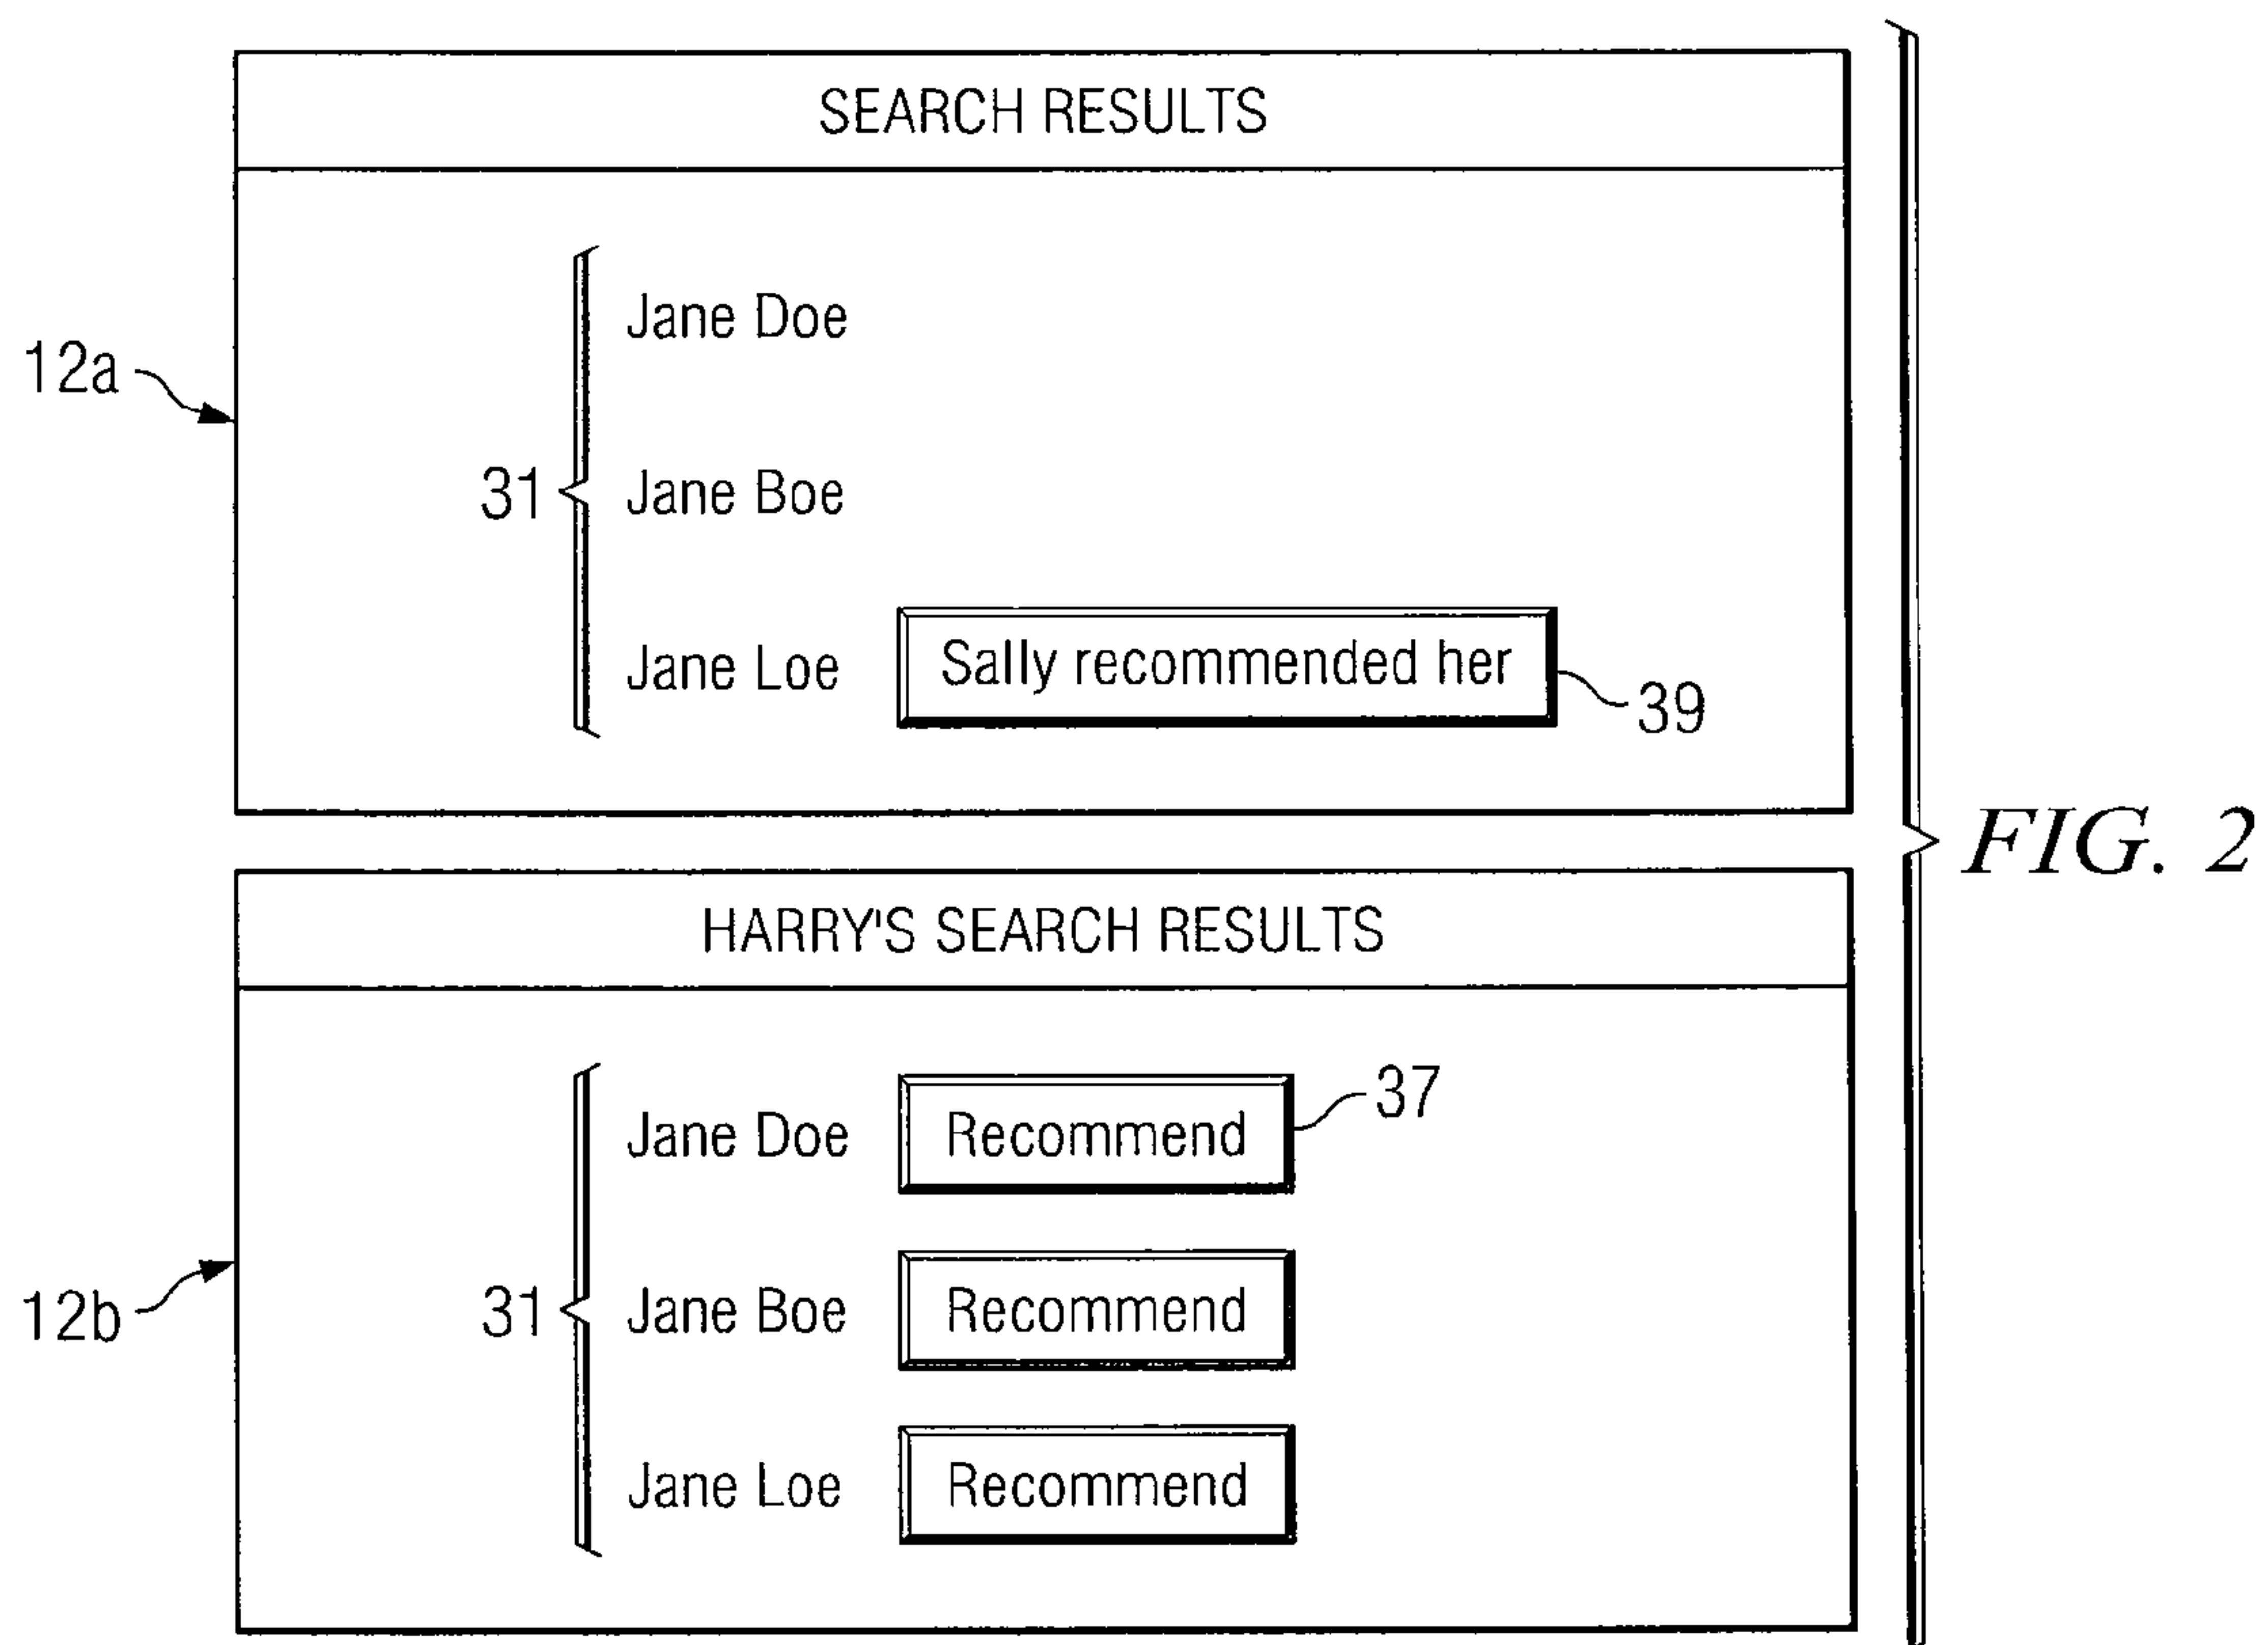 SEARCH RESULTS
Jane Doe
12a
31
Jane Boe
Jane Loe
Sally recommended her
39
FIG. 2
HARRY'S SEARCH RESULTS
Jane Doe
Recommend
37
12b
31
Jane Boe
Recommend
Jane Loe
Recommend